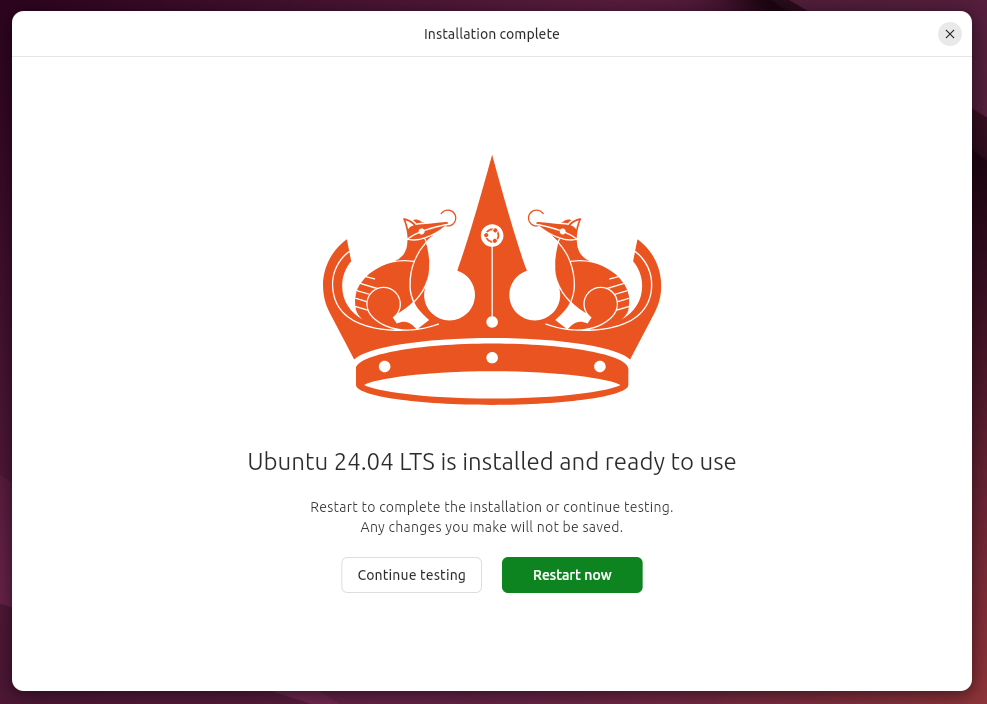 Installation complete
Ubuntu 24.04 LTS is installed and ready to use
Restart to complete the installation or continue testing.
Any changes you make will not be saved.
Continue testing
Restart now